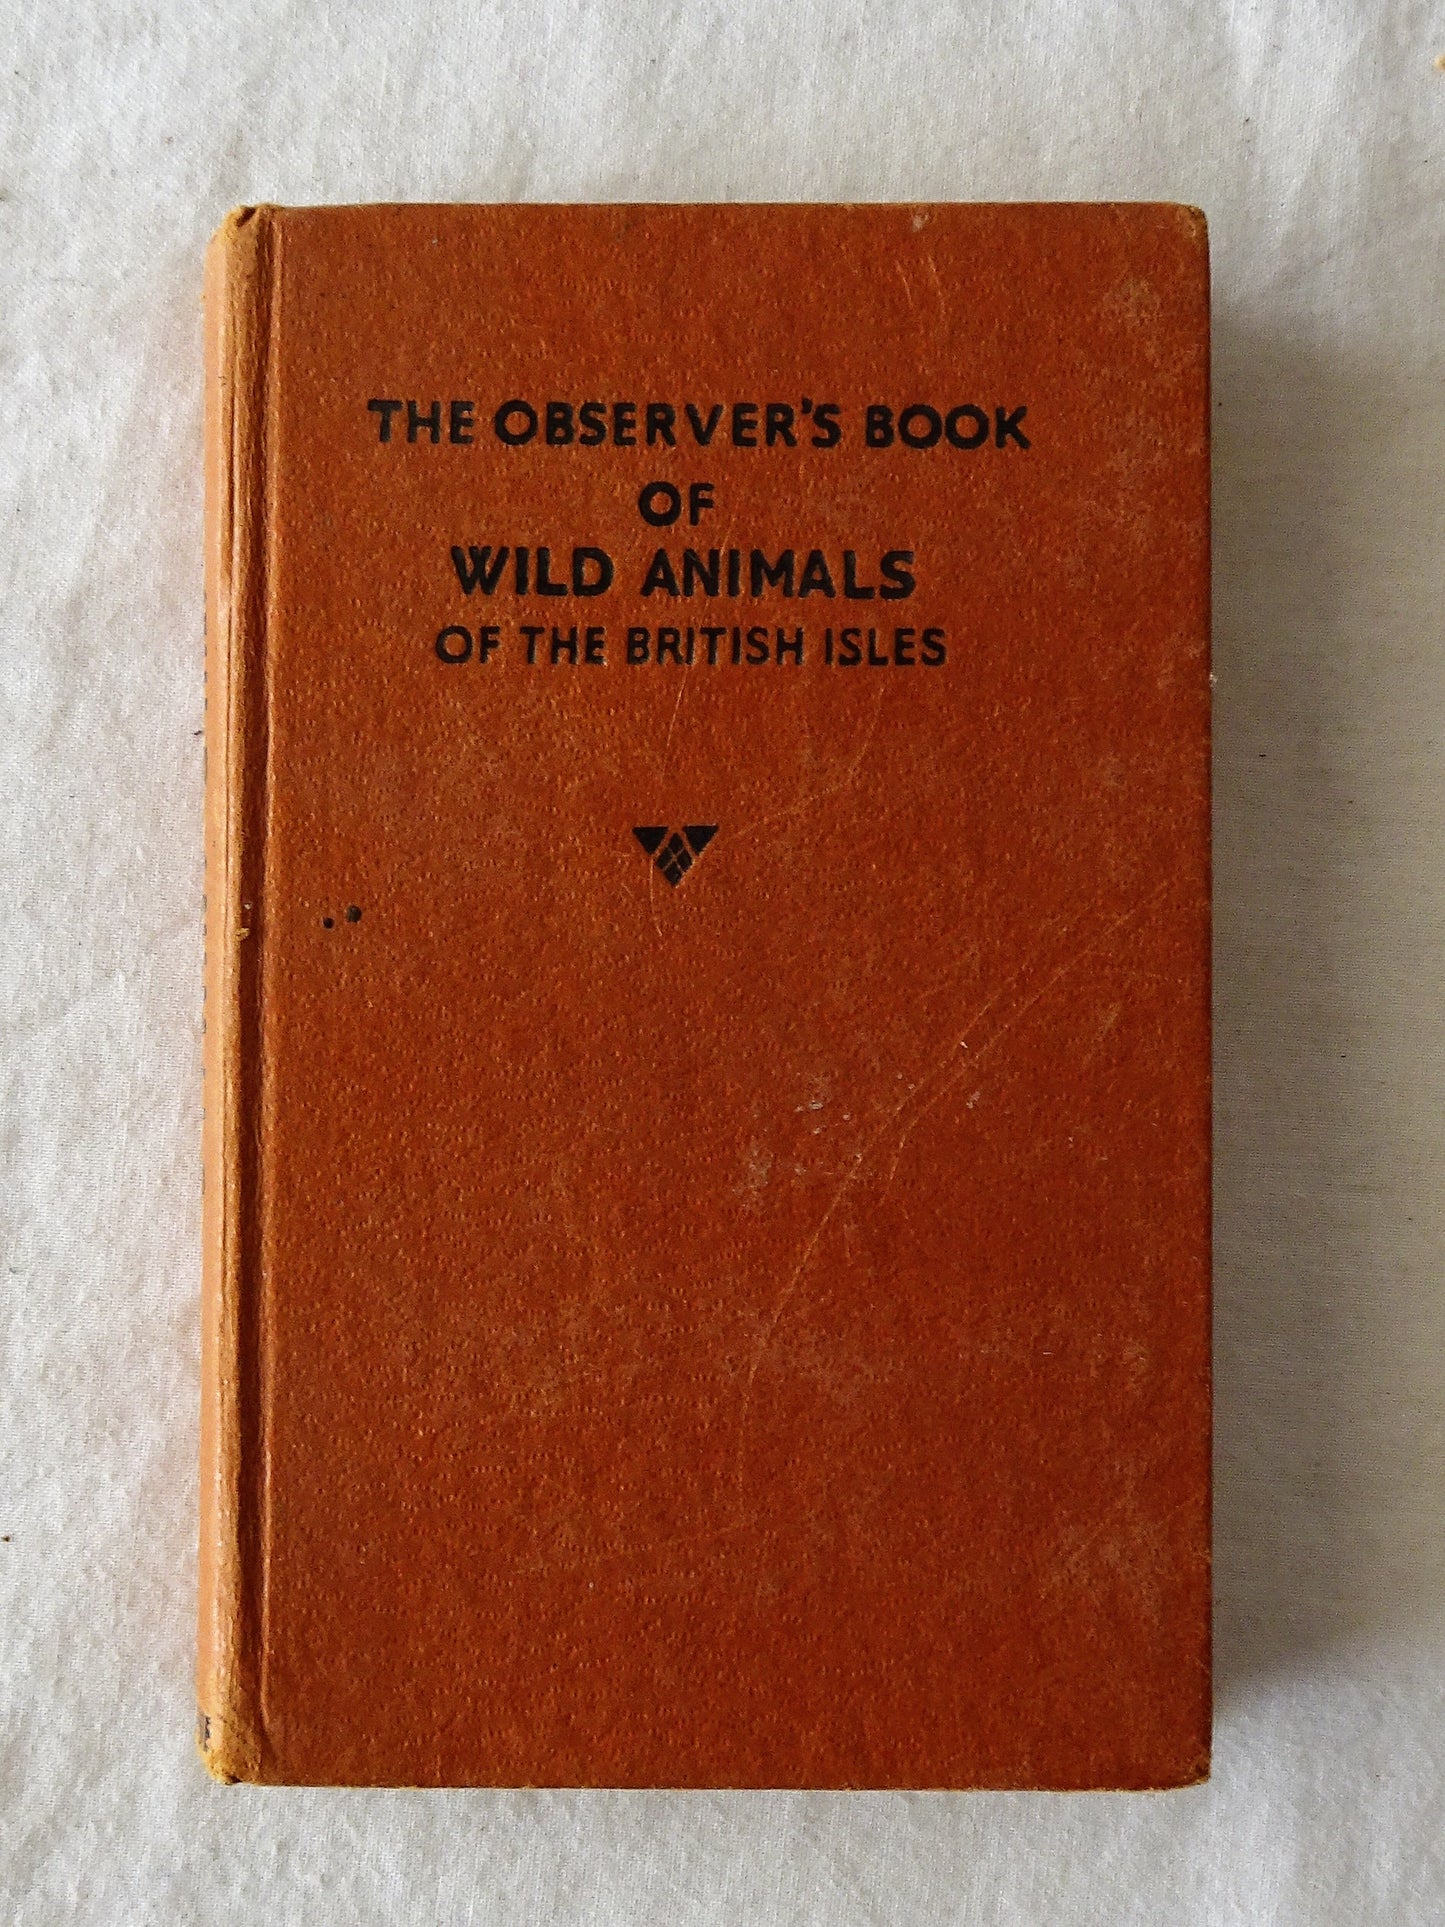 THE OBSERVER'S BOOK
OF
WILD ANIMALS
OF THE BRITISH ISLES